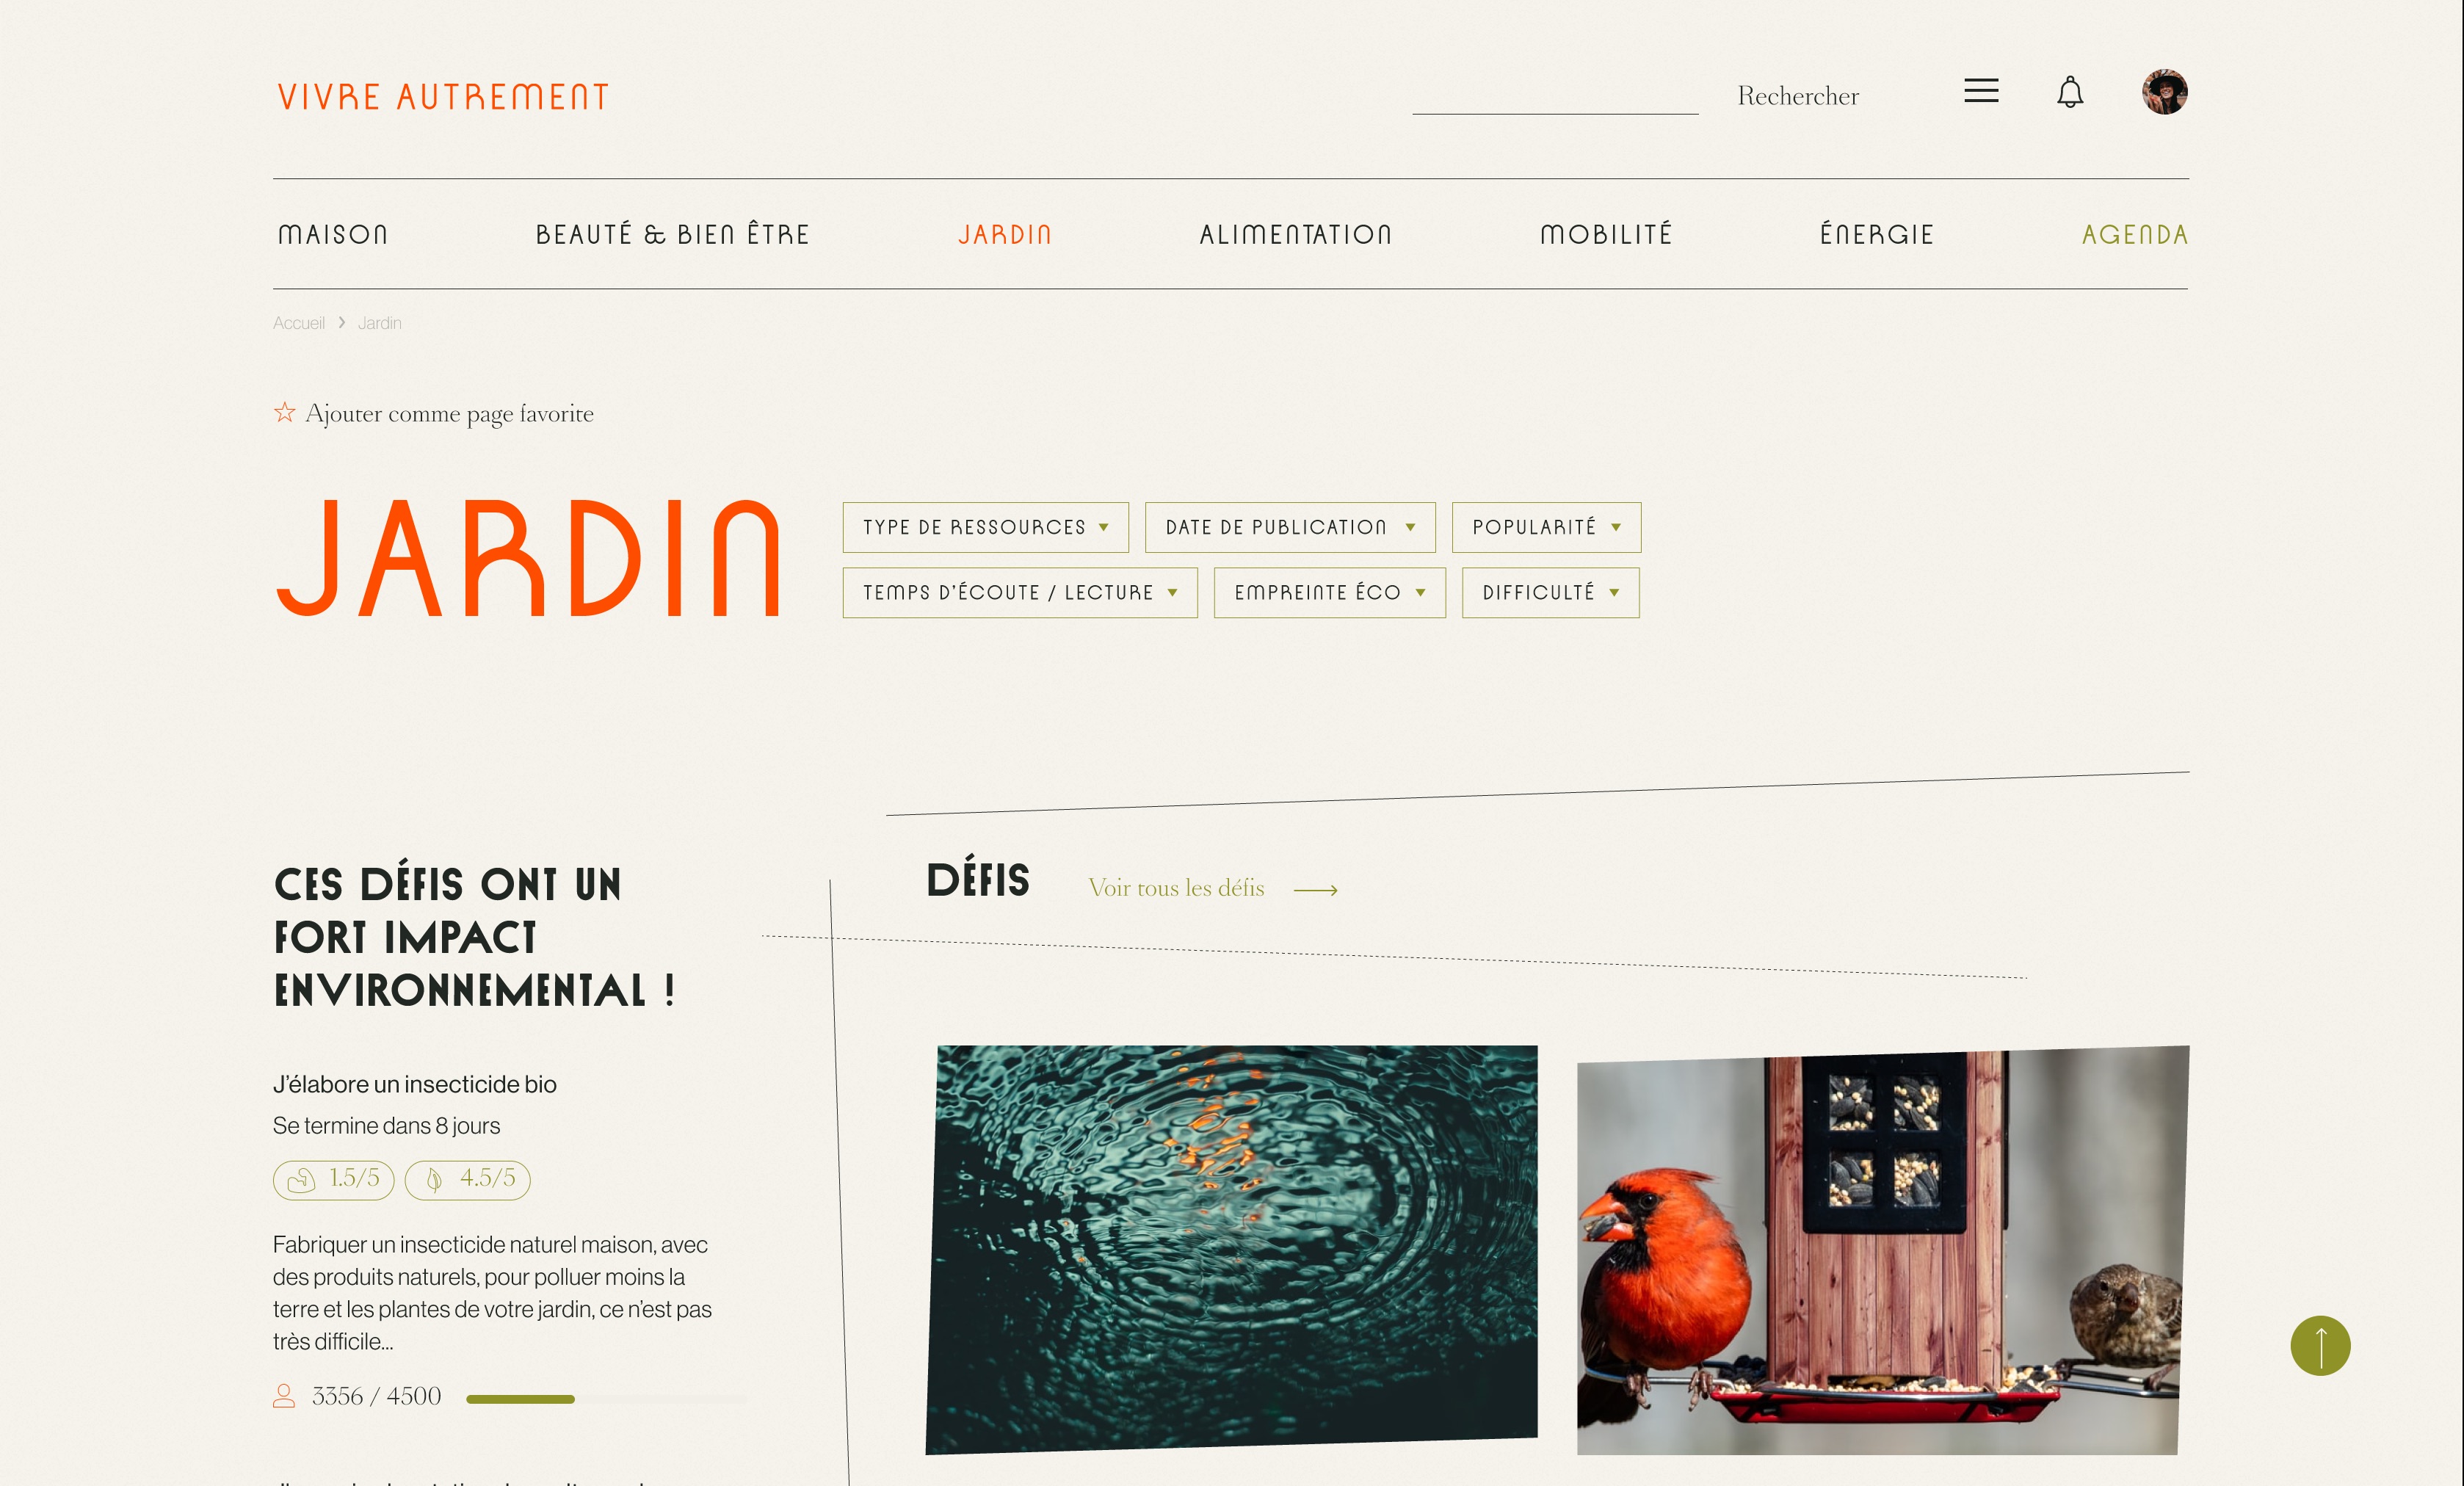 VIVRE AUTREMENT
Rechercher
MAISON BEAUTÉ & BIEN ÊTRE JARDIN ALIMENTATION MOBILITÉ ÉNERGIE AGENDA
Accueil › Jardin
Ajouter comme page favorite
JARDIN
TYPE DE RESSOURCES DATE DE PUBLICATION POPULARITÉ
TEMPS D'ÉCOUTE / LECTURE EMPREINTE ÉCO DIFFICULTÉ
CES DÉFIS ONT UN
FORT IMPACT
ENVIRONNEMENTAL !
J'élabore un insecticide bio
Se termine dans 8 jours
1.5/5 4.5/5
Fabriquer un insecticide naturel maison, avec
des produits naturels, pour polluer moins la
terre et les plantes de votre jardin, ce n'est pas
très difficile...
3356 / 4500
DÉFIS
Voir tous les défis